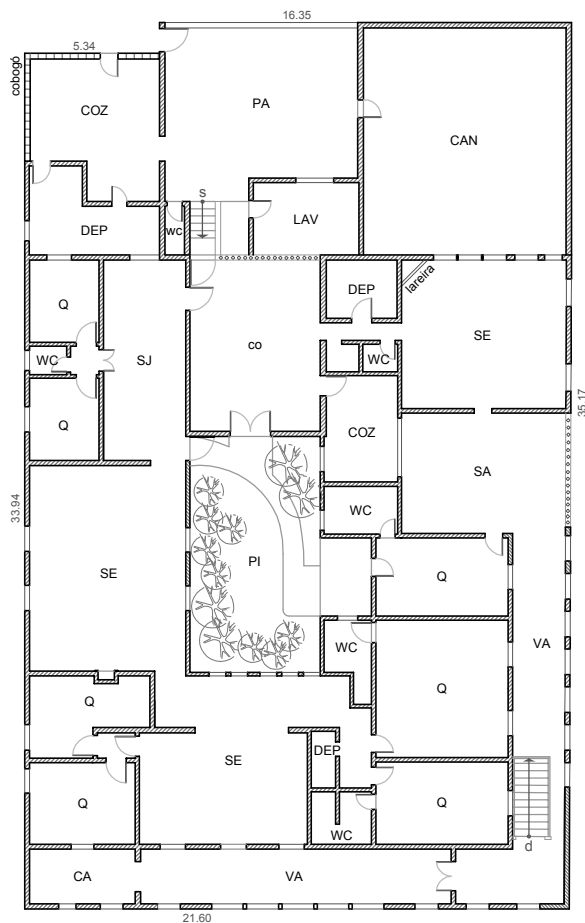 16.35
5.34
cobogó
COZ
PA
CAN
s
LAV
wc
DEP
lareira
Q
DEP
SE
SJ
co
WC
WC
Q
35.17
COZ
SA
WC
33.94
SE
PI
Q
VA
WC
Q
Q
SE
DEP
Q
Q
WC
d
CA
VA
21.60